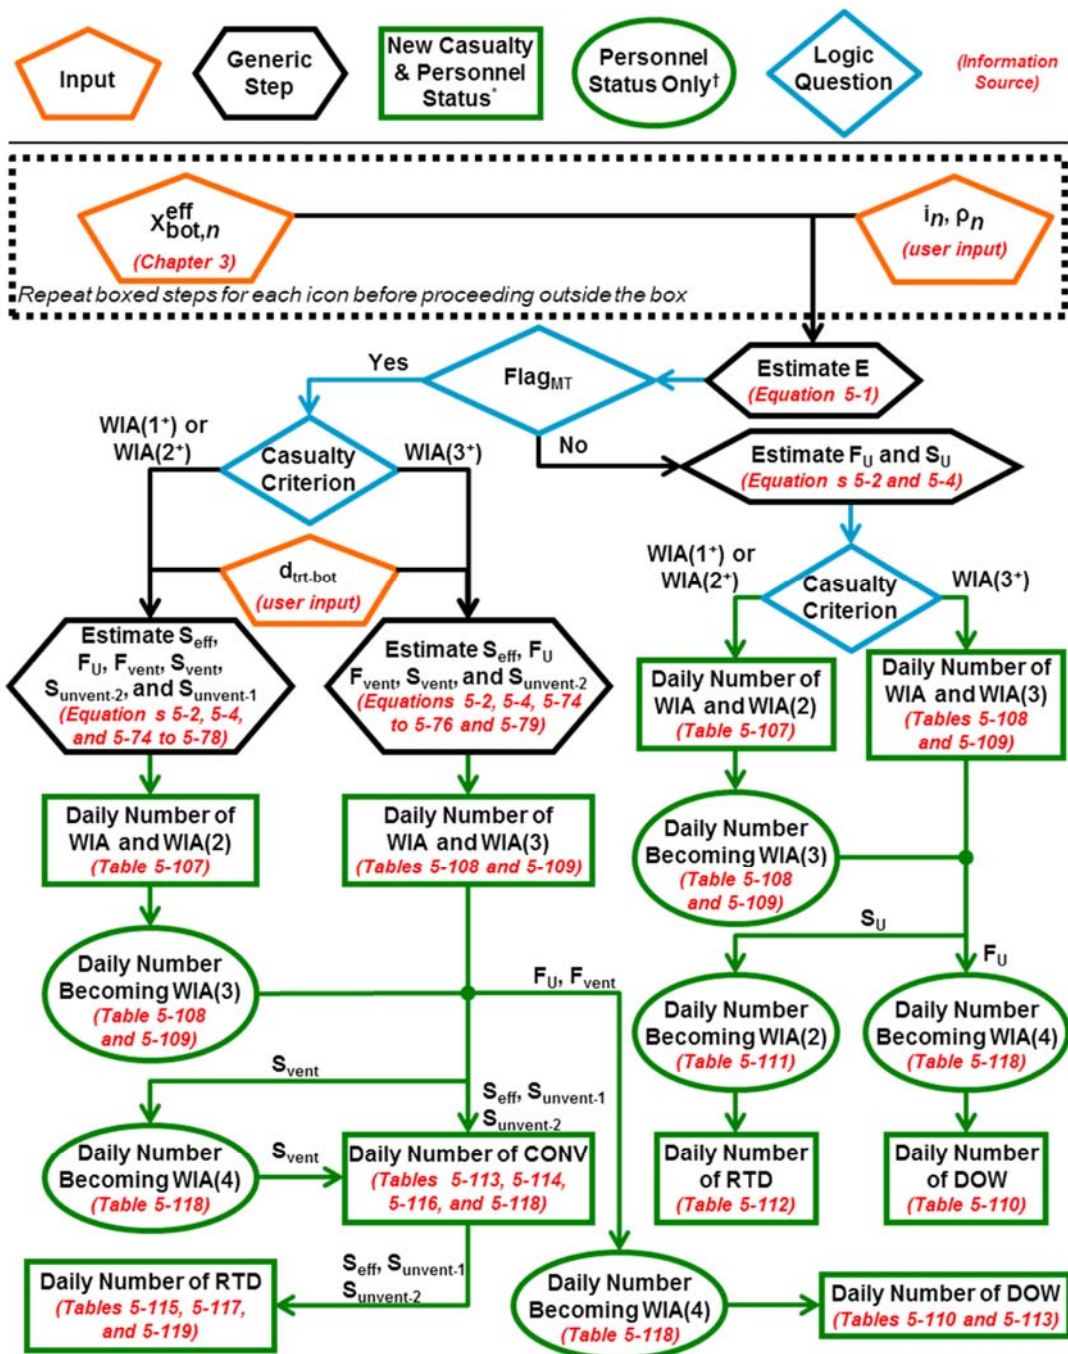 Input
Generic
Step
New Casualty
& Personnel
Status*
Personnel
Status Only†
Logic
Question
(Information
Source)
X^eff_bot,n
(Chapter 3)
i_n, ρ_n
(user input)
Repeat boxed steps for each icon before proceeding outside the box
Estimate E
(Equation 5-1)
Flag_MT
Yes
No
Estimate F_U and S_U
(Equation s 5-2 and 5-4)
WIA(1⁺) or
WIA(2⁺)
Casualty
Criterion
WIA(3⁺)
d_trt-bot
(user input)
Estimate S_eff,
F_U, F_vent, S_vent,
S_unvent-2, and S_unvent-1
(Equation s 5-2, 5-4,
and 5-74 to 5-78)
Estimate S_eff, F_U
F_vent, S_vent, and S_unvent-2
(Equations 5-2, 5-4, 5-74
to 5-76 and 5-79)
WIA(1⁺) or
WIA(2⁺)
Casualty
Criterion
WIA(3⁺)
Daily Number of
WIA and WIA(2)
(Table 5-107)
Daily Number of
WIA and WIA(3)
(Tables 5-108
and 5-109)
Daily Number of
WIA and WIA(2)
(Table 5-107)
Daily Number of
WIA and WIA(3)
(Tables 5-108 and 5-109)
Daily Number
Becoming WIA(3)
(Table 5-108
and 5-109)
S_U
F_U
Daily Number
Becoming WIA(3)
(Table 5-108
and 5-109)
F_U, F_vent
Daily Number
Becoming WIA(2)
(Table 5-111)
Daily Number
Becoming WIA(4)
(Table 5-118)
S_vent
S_eff, S_unvent-1
S_unvent-2
Daily Number
Becoming WIA(4)
(Table 5-118)
S_vent
Daily Number of CONV
(Tables 5-113, 5-114,
5-116, and 5-118)
Daily Number
of RTD
(Table 5-112)
Daily Number
of DOW
(Table 5-110)
S_eff, S_unvent-1
S_unvent-2
Daily Number of RTD
(Tables 5-115, 5-117,
and 5-119)
Daily Number
Becoming WIA(4)
(Table 5-118)
Daily Number of DOW
(Tables 5-110 and 5-113)